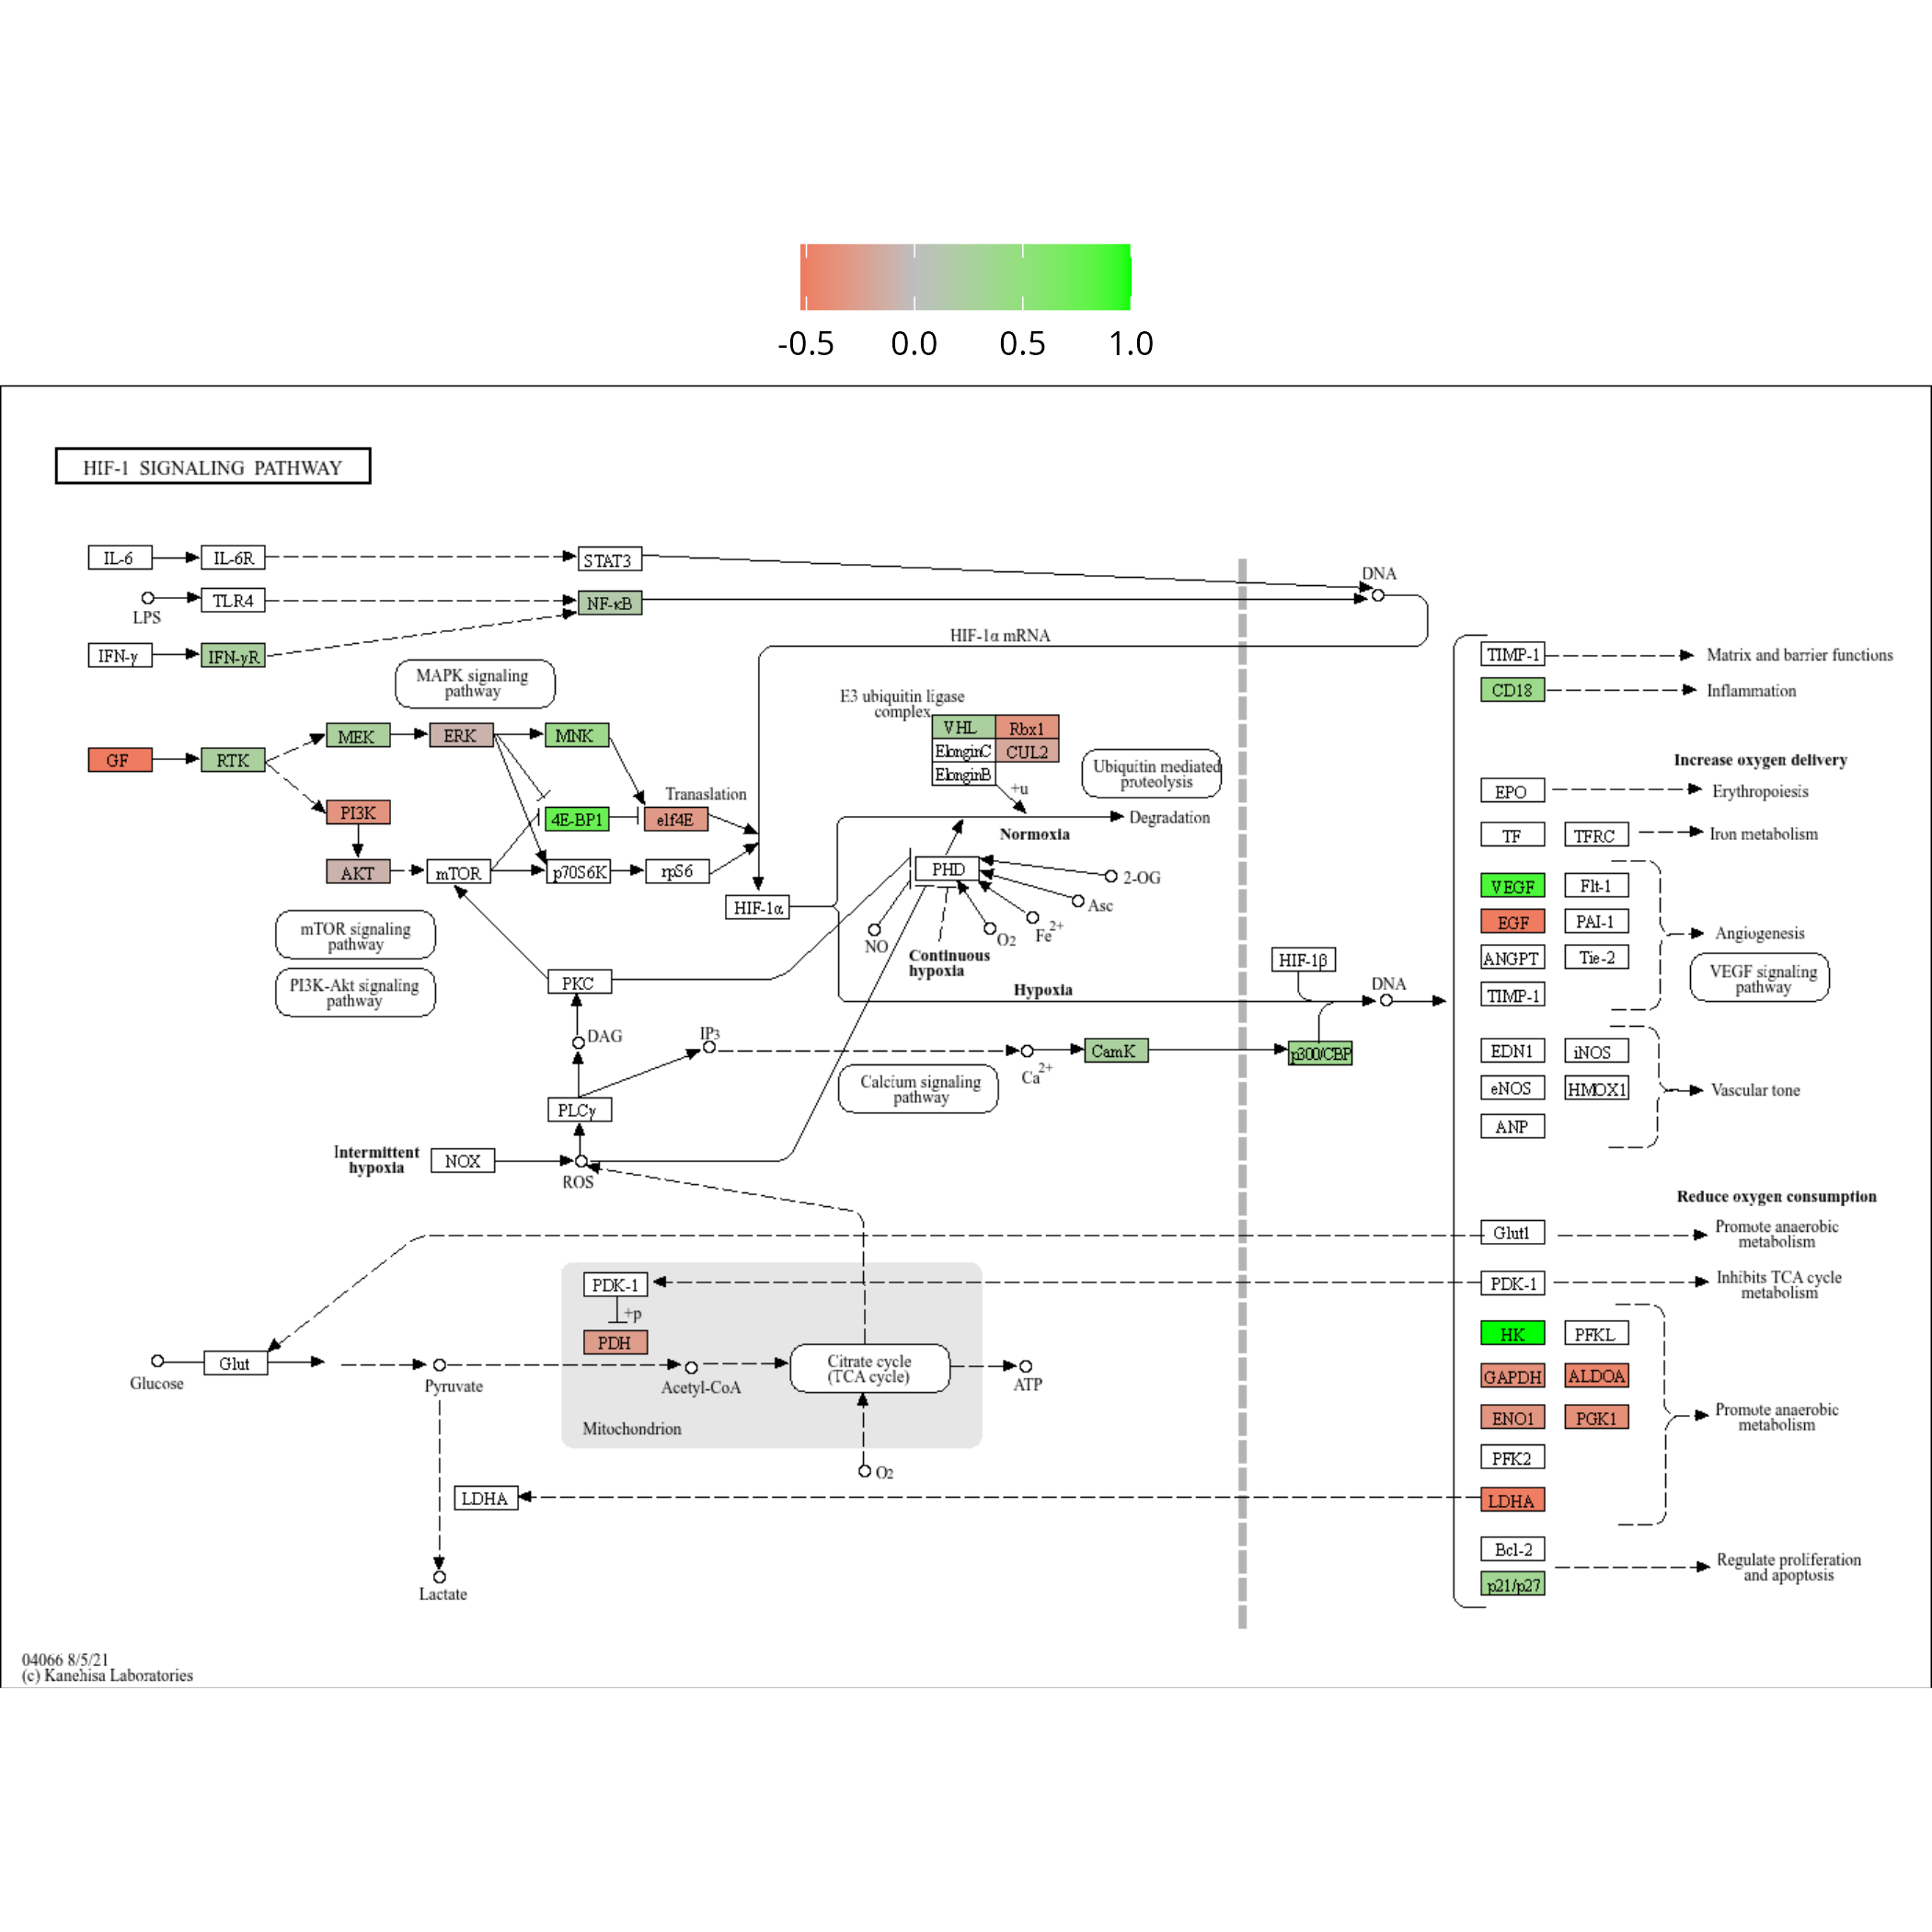 -0.5 0.0 0.5 1.0
HIF-1 SIGNALING PATHWAY
IL-6
IL-6R
STAT3
DNA
LPS
TLR4
NF-κB
IFN-γ
IFN-γR
HIF-1α mRNA
MAPK signaling
pathway
E3 ubiquitin ligase
complex
VHL
Rbx1
ElonginC
CUL2
ElonginB
+u
Ubiquitin mediated
proteolysis
GF
RTK
MEK
ERK
MNK
PI3K
4E-BP1
eIf4E
Tranaslation
AKT
mTOR
p70S6K
rpS6
HIF-1α
Degradation
Normoxia
PHD
2-OG
Asc
Fe2+
O2
NO
Continuous
hypoxia
Hypoxia
mTOR signaling
pathway
PI3K-Akt signaling
pathway
PKC
DAG
IP3
Ca2+
CamK
p300/CBP
HIF-1β
DNA
Calcium signaling
pathway
PLCγ
Intermittent
hypoxia
NOX
ROS
PDK-1
+p
PDH
Glucose
Glut
Pyruvate
Acetyl-CoA
Citrate cycle
(TCA cycle)
ATP
Mitochondrion
O2
LDHA
Lactate
TIMP-1
Matrix and barrier functions
CD18
Inflammation
Increase oxygen delivery
EPO
Erythropoiesis
TF
TFRC
Iron metabolism
VEGF
Flt-1
EGF
PAI-1
Angiogenesis
ANGPT
Tie-2
VEGF signaling
pathway
TIMP-1
EDN1
iNOS
eNOS
HMOX1
Vascular tone
ANP
Reduce oxygen consumption
Glut1
Promote anaerobic
metabolism
PDK-1
Inhibits TCA cycle
metabolism
HK
PFKL
GAPDH
ALDOA
ENO1
PGK1
Promote anaerobic
metabolism
PFK2
LDHA
Bcl-2
Regulate proliferation
and apoptosis
p21/p27
04066 8/5/21
(c) Kanehisa Laboratories